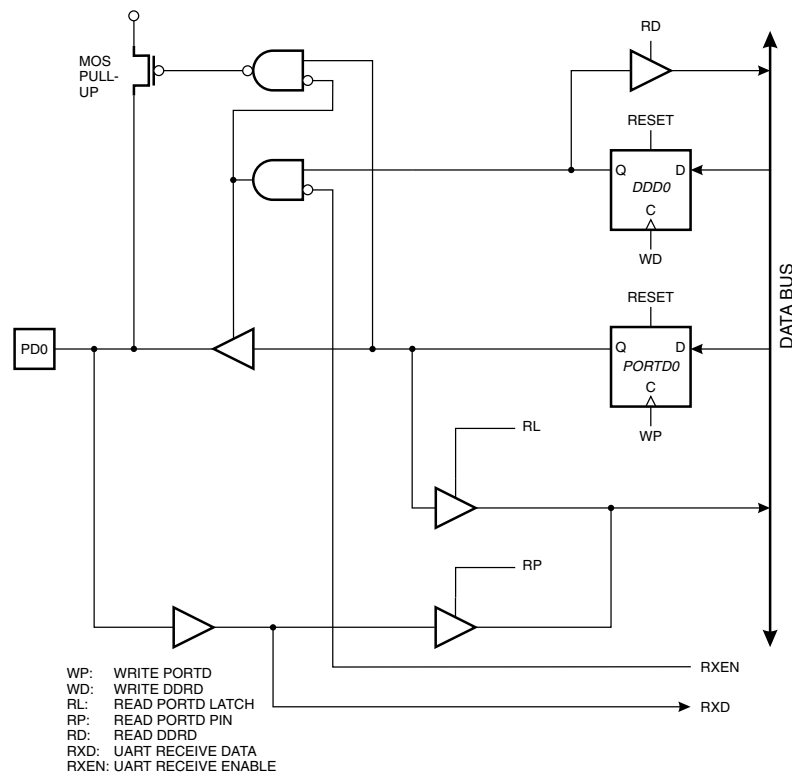 RD
MOS
PULL-
UP
RESET
Q
D
DDD0
C
WD
DATA BUS
RESET
PD0
Q
D
PORTD0
C
WP
RL
RP
WP: WRITE PORTD
WD: WRITE DDRD
RL: READ PORTD LATCH
RP: READ PORTD PIN
RD: READ DDRD
RXD: UART RECEIVE DATA
RXEN: UART RECEIVE ENABLE
RXEN
RXD